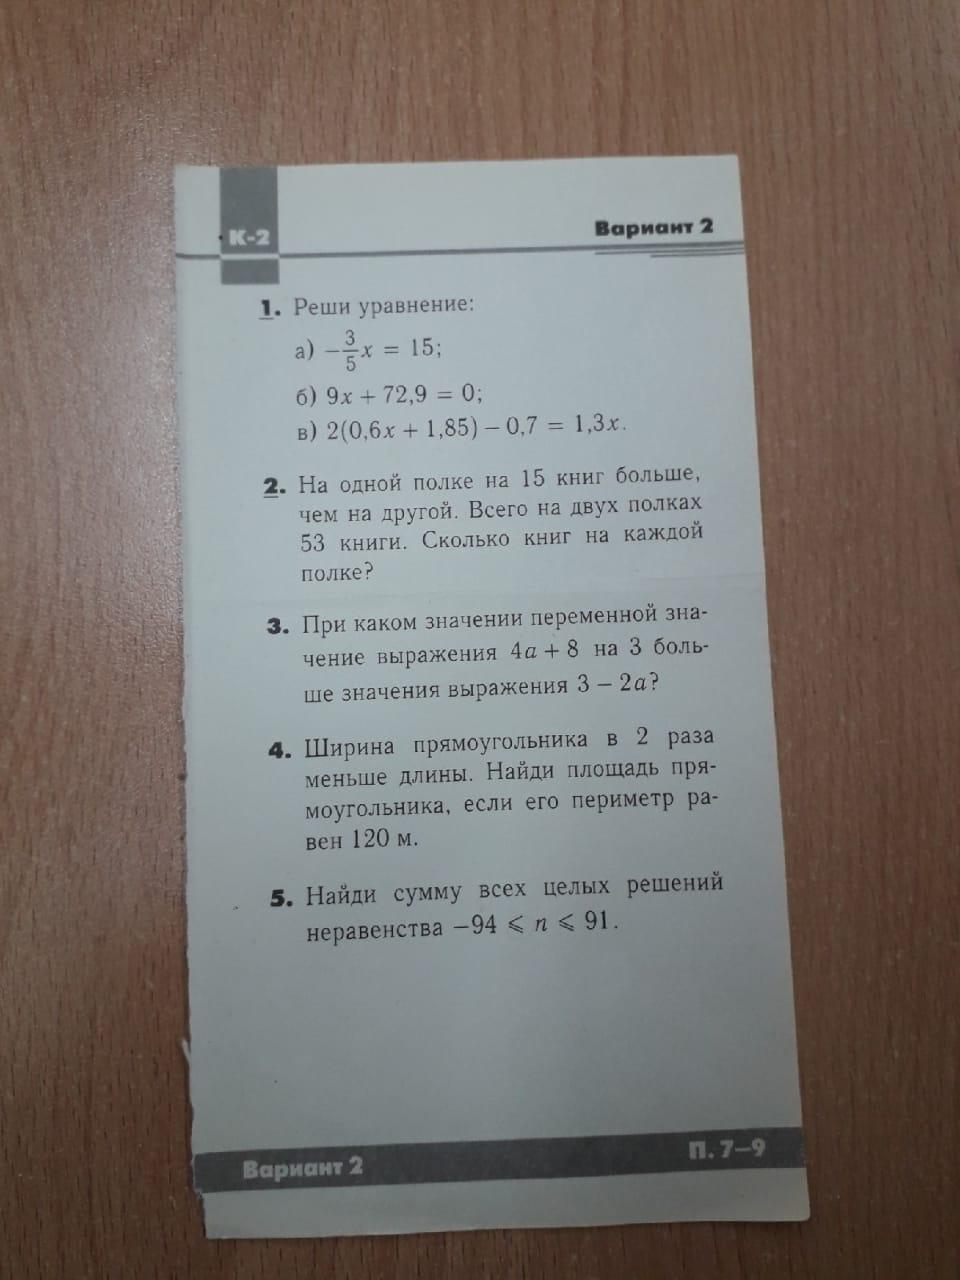 К-2
Вариант 2
1. Реши уравнение:
а) −3/5x = 15;
б) 9x + 72,9 = 0;
в) 2(0,6x + 1,85) − 0,7 = 1,3x.
2. На одной полке на 15 книг больше,
чем на другой. Всего на двух полках
53 книги. Сколько книг на каждой
полке?
3. При каком значении переменной зна-
чение выражения 4a + 8 на 3 боль-
ше значения выражения 3 − 2a?
4. Ширина прямоугольника в 2 раза
меньше длины. Найди площадь пря-
моугольника, если его периметр ра-
вен 120 м.
5. Найди сумму всех целых решений
неравенства −94 ⩽ n ⩽ 91.
Вариант 2
П. 7–9